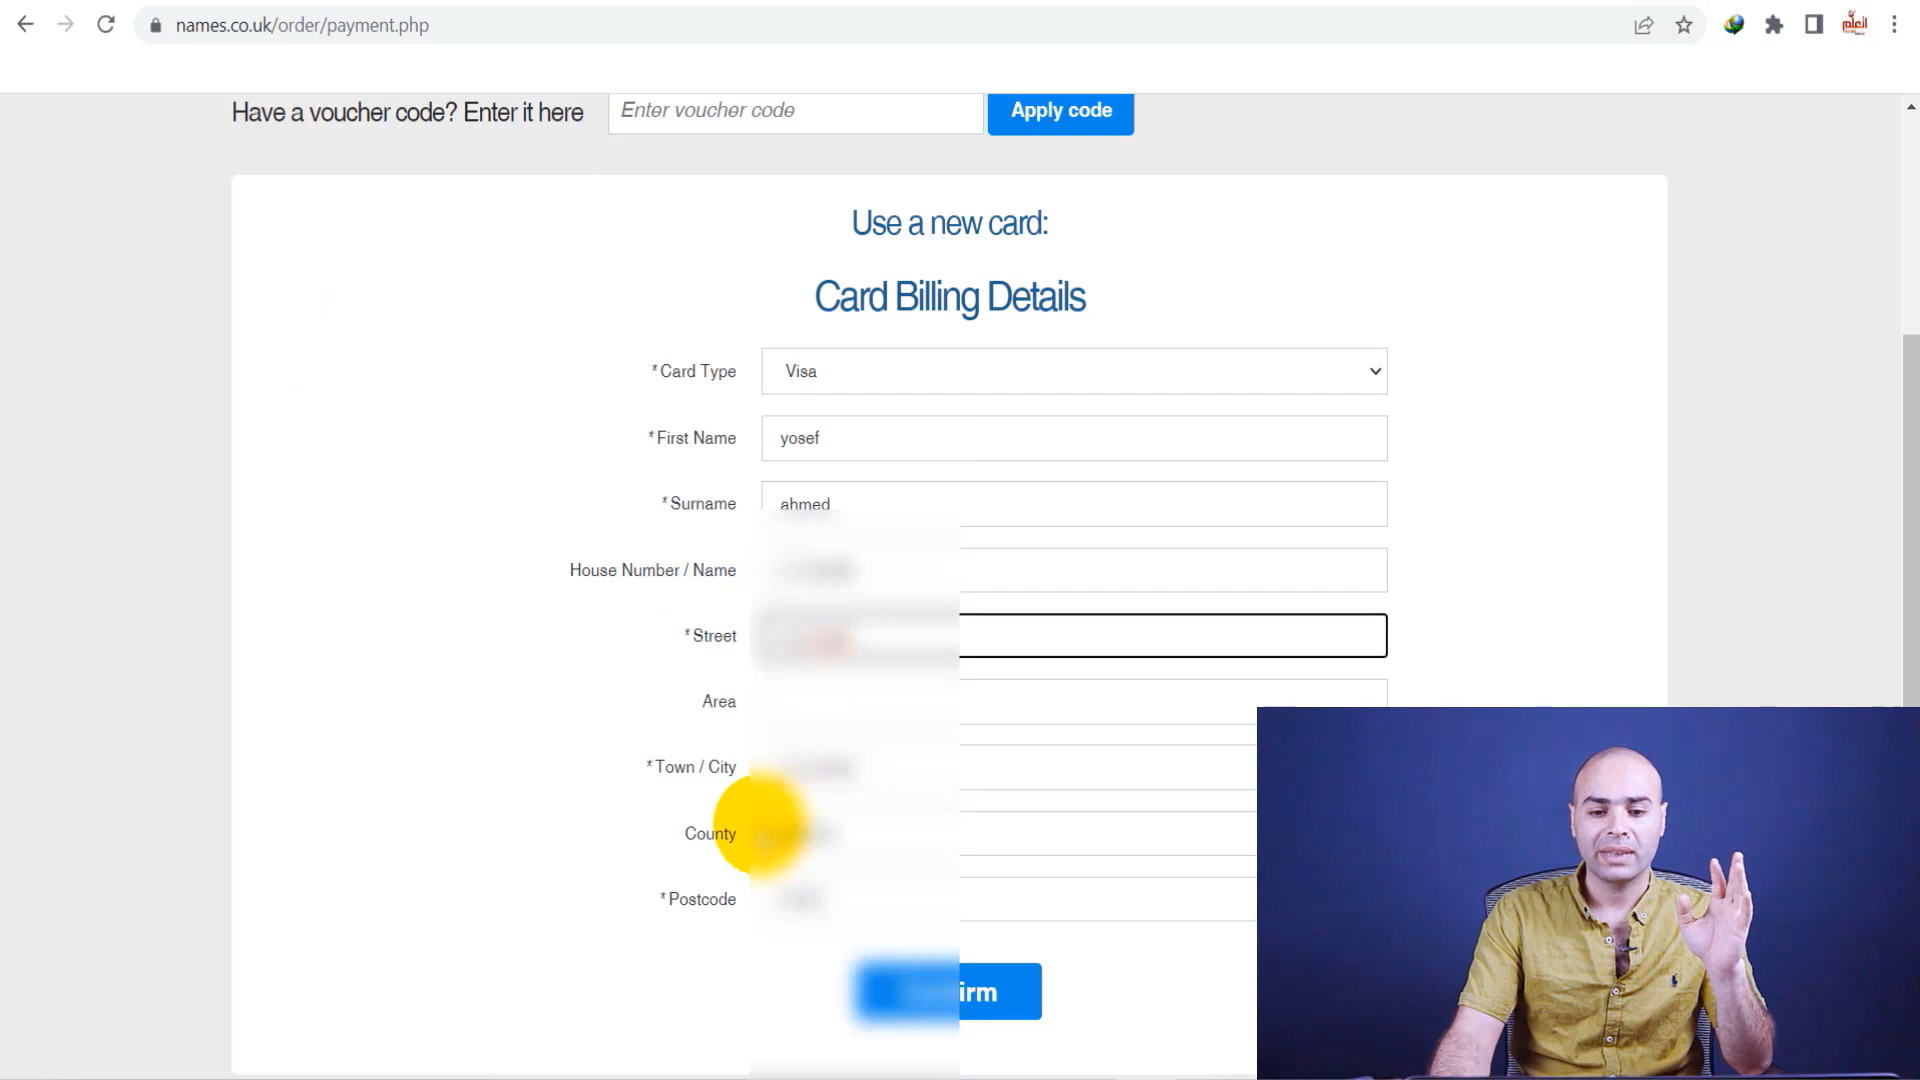 names.co.uk/order/payment.php
Have a voucher code? Enter it here
Enter voucher code
Apply code
Use a new card:
Card Billing Details
*Card Type
Visa
*First Name
yosef
*Surname
ahmed
House Number / Name
*Street
Area
*Town / City
County
*Postcode
irm